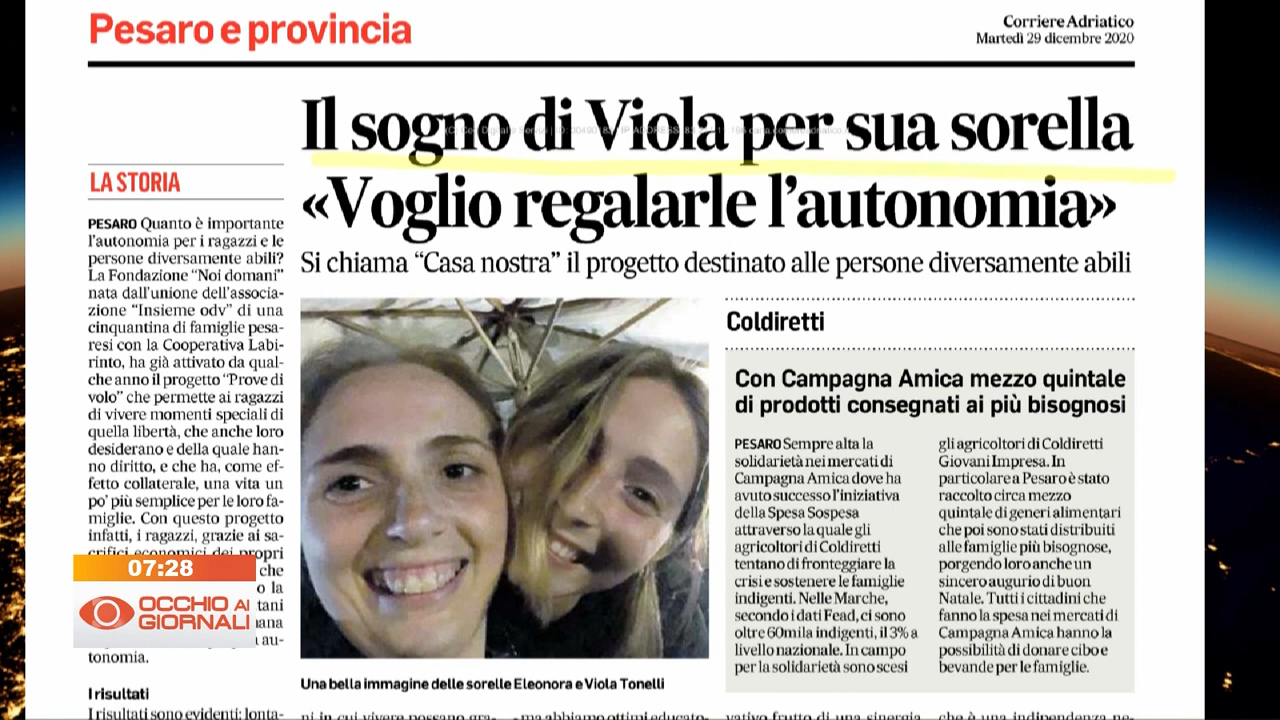 Pesaro e provincia
Corriere Adriatico
Martedì 29 dicembre 2020
Il sogno di Viola per sua sorella
«Voglio regalarle l'autonomia»
Si chiama “Casa nostra” il progetto destinato alle persone diversamente abili
LA STORIA
PESARO Quanto è importante
l'autonomia per i ragazzi e le
persone diversamente abili?
La Fondazione “Noi domani”
nata dall'unione dell'associa-
zione “Insieme odv” di una
cinquantina di famiglie pesa-
resi con la Cooperativa Labi-
rinto, ha già attivato da qual-
che anno il progetto “Prove di
volo” che permette ai ragazzi
di vivere momenti speciali di
quella libertà, che anche loro
desiderano e della quale han-
no diritto, e che ha, come ef-
fetto collaterale, una vita un
po' più semplice per le loro fa-
miglie. Con questo progetto
infatti, i ragazzi, grazie ai sa-
crifici economici dei propri
che
o la
tani
au-
tonomia.
I risultati
I risultati sono evidenti: lonta-
07:28
OCCHIO AI
GIORNALI
Una bella immagine delle sorelle Eleonora e Viola Tonelli
Coldiretti
Con Campagna Amica mezzo quintale
di prodotti consegnati ai più bisognosi
PESARO Sempre alta la
solidarietà nei mercati di
Campagna Amica dove ha
avuto successo l'iniziativa
della Spesa Sospesa
attraverso la quale gli
agricoltori di Coldiretti
tentano di fronteggiare la
crisi e sostenere le famiglie
indigenti. Nelle Marche,
secondo i dati Fead, ci sono
oltre 60mila indigenti, il 3% a
livello nazionale. In campo
per la solidarietà sono scesi
gli agricoltori di Coldiretti
Giovani Impresa. In
particolare a Pesaro è stato
raccolto circa mezzo
quintale di generi alimentari
che poi sono stati distribuiti
alle famiglie più bisognose,
porgendo loro anche un
sincero augurio di buon
Natale. Tutti i cittadini che
fanno la spesa nei mercati di
Campagna Amica hanno la
possibilità di donare cibo e
bevande per le famiglie.